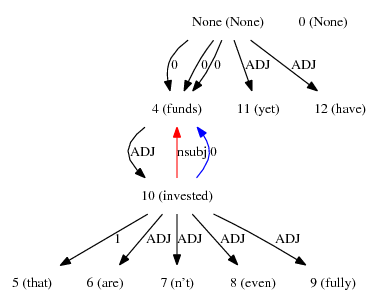 None (None) 0 (None)
0 0 0 ADJ ADJ
4 (funds) 11 (yet) 12 (have)
ADJ nsubj 0
10 (invested)
1 ADJ ADJ ADJ ADJ
5 (that) 6 (are) 7 (n't) 8 (even) 9 (fully)